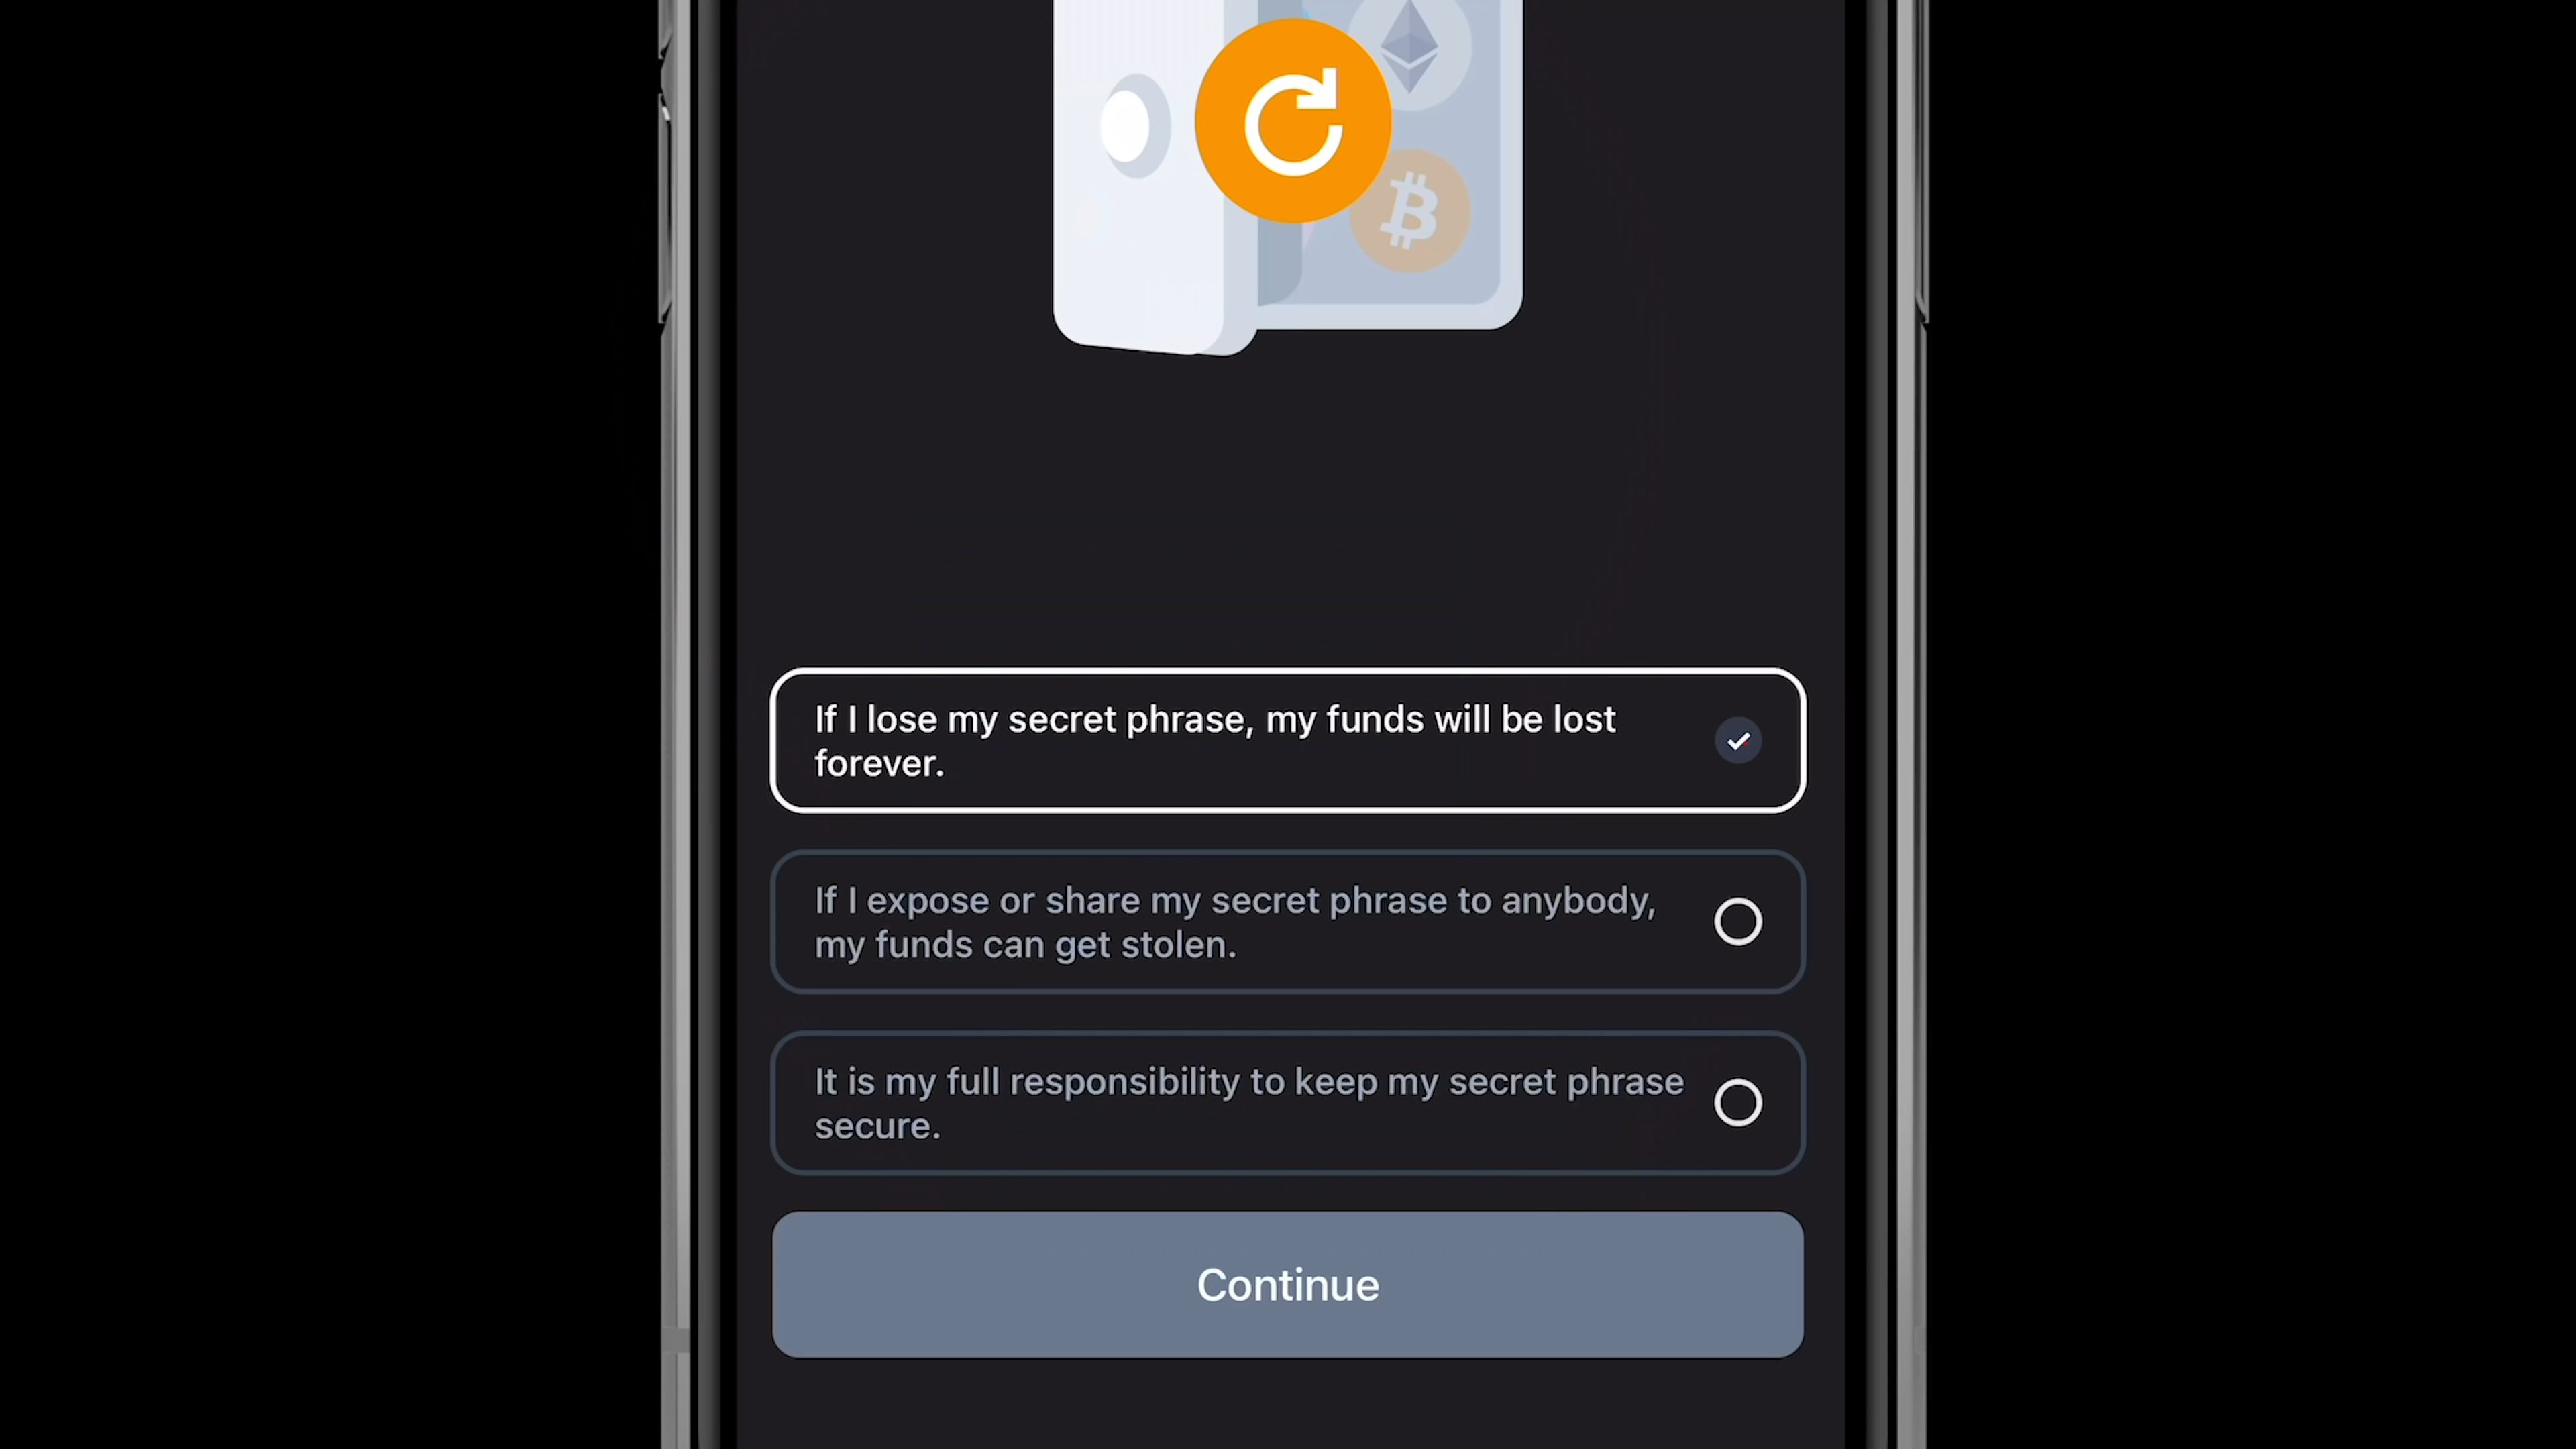 If I lose my secret phrase, my funds will be lost
forever.
If I expose or share my secret phrase to anybody,
my funds can get stolen.
It is my full responsibility to keep my secret phrase
secure.
Continue